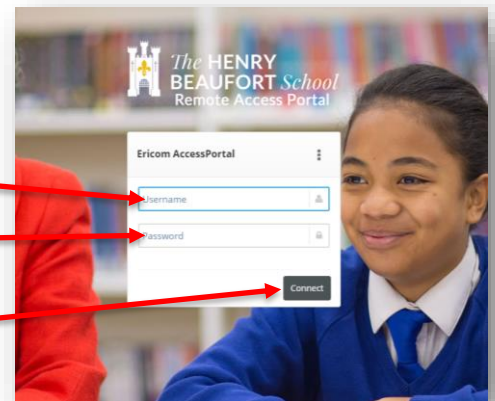 The HENRY
BEAUFORT School
Remote Access Portal
Ericom AccessPortal
Username
Password
Connect